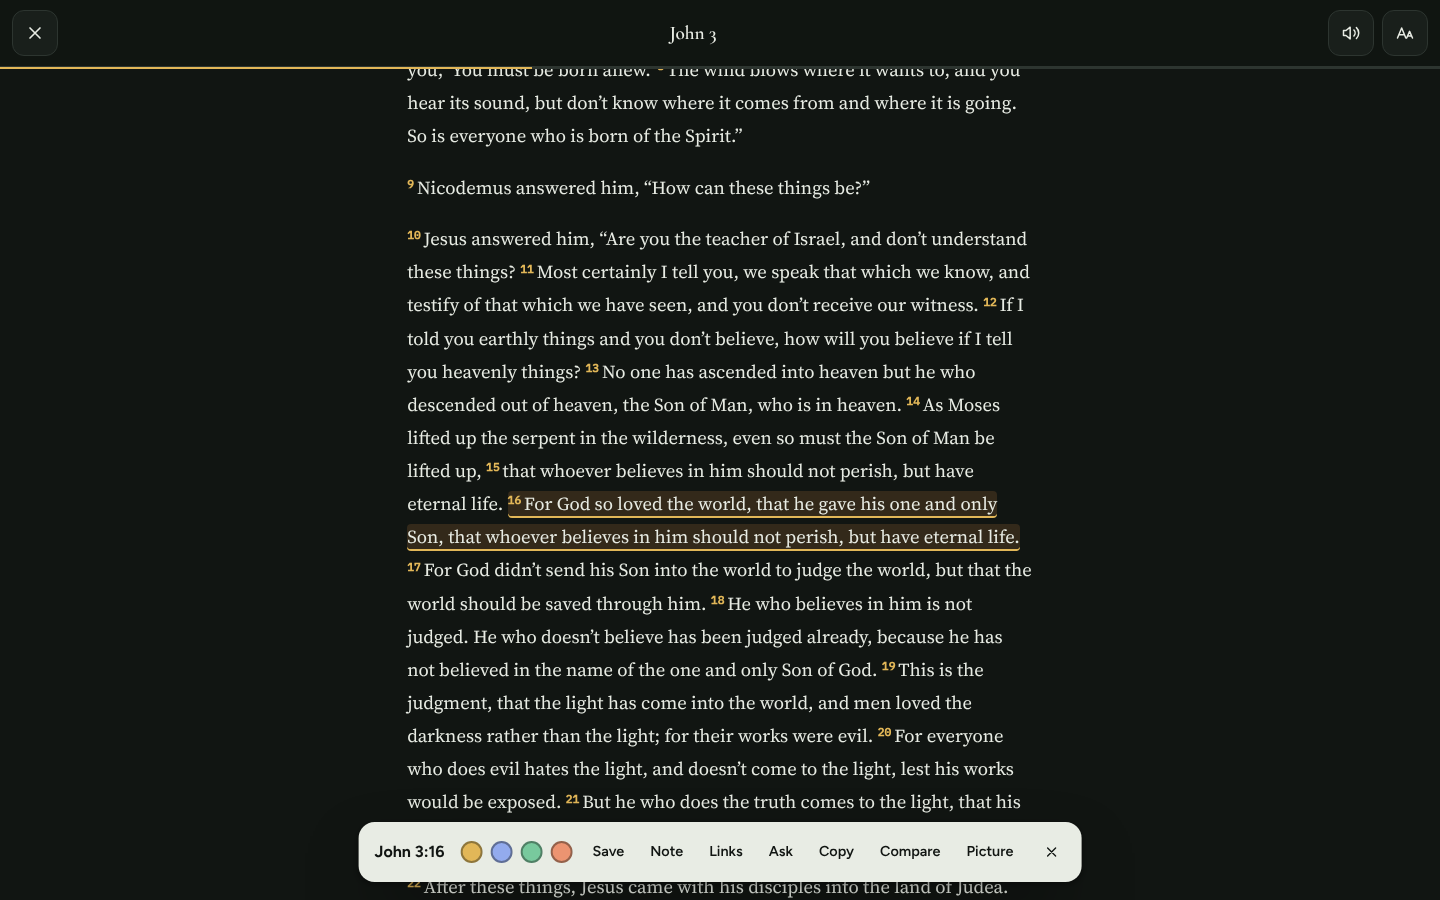 John 3
you, ‘You must be born anew.’ 8 The wind blows where it wants to, and you
hear its sound, but don’t know where it comes from and where it is going.
So is everyone who is born of the Spirit.”
9 Nicodemus answered him, “How can these things be?”
10 Jesus answered him, “Are you the teacher of Israel, and don’t understand
these things? 11 Most certainly I tell you, we speak that which we know, and
testify of that which we have seen, and you don’t receive our witness. 12 If I
told you earthly things and you don’t believe, how will you believe if I tell
you heavenly things? 13 No one has ascended into heaven but he who
descended out of heaven, the Son of Man, who is in heaven. 14 As Moses
lifted up the serpent in the wilderness, even so must the Son of Man be
lifted up, 15 that whoever believes in him should not perish, but have
eternal life. 16 For God so loved the world, that he gave his one and only
Son, that whoever believes in him should not perish, but have eternal life.
17 For God didn’t send his Son into the world to judge the world, but that the
world should be saved through him. 18 He who believes in him is not
judged. He who doesn’t believe has been judged already, because he has
not believed in the name of the one and only Son of God. 19 This is the
judgment, that the light has come into the world, and men loved the
darkness rather than the light; for their works were evil. 20 For everyone
who does evil hates the light, and doesn’t come to the light, lest his works
would be exposed. 21 But he who does the truth comes to the light, that his
John 3:16 Save Note Links Ask Copy Compare Picture
22 After these things, Jesus came with his disciples into the land of Judea.